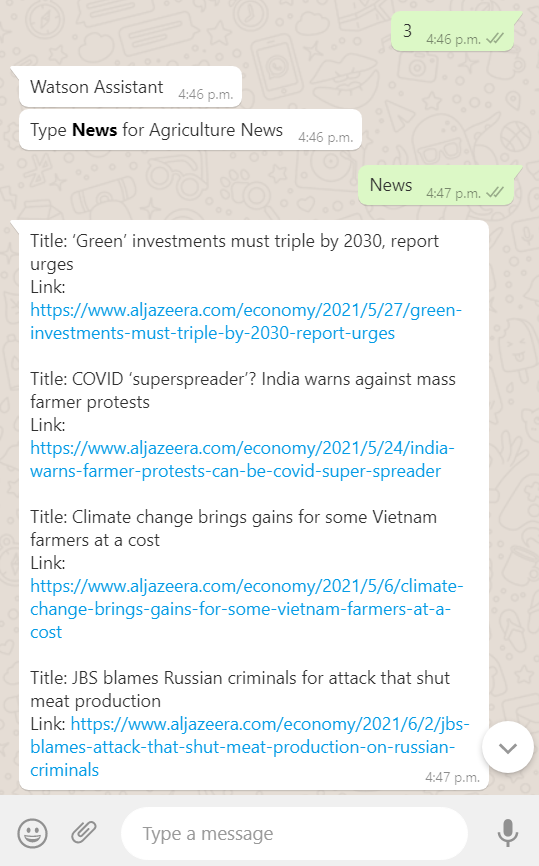 3 4:46 p.m.
Watson Assistant 4:46 p.m.
Type News for Agriculture News 4:46 p.m.
News 4:47 p.m.
Title: ‘Green’ investments must triple by 2030, report
urges
Link:
https://www.aljazeera.com/economy/2021/5/27/green-
investments-must-triple-by-2030-report-urges
Title: COVID ‘superspreader’? India warns against mass
farmer protests
Link:
https://www.aljazeera.com/economy/2021/5/24/india-
warns-farmer-protests-can-be-covid-super-spreader
Title: Climate change brings gains for some Vietnam
farmers at a cost
Link:
https://www.aljazeera.com/economy/2021/5/6/climate-
change-brings-gains-for-some-vietnam-farmers-at-a-
cost
Title: JBS blames Russian criminals for attack that shut
meat production
Link: https://www.aljazeera.com/economy/2021/6/2/jbs-
blames-attack-that-shut-meat-production-on-russian-
criminals
4:47 p.m.
Type a message